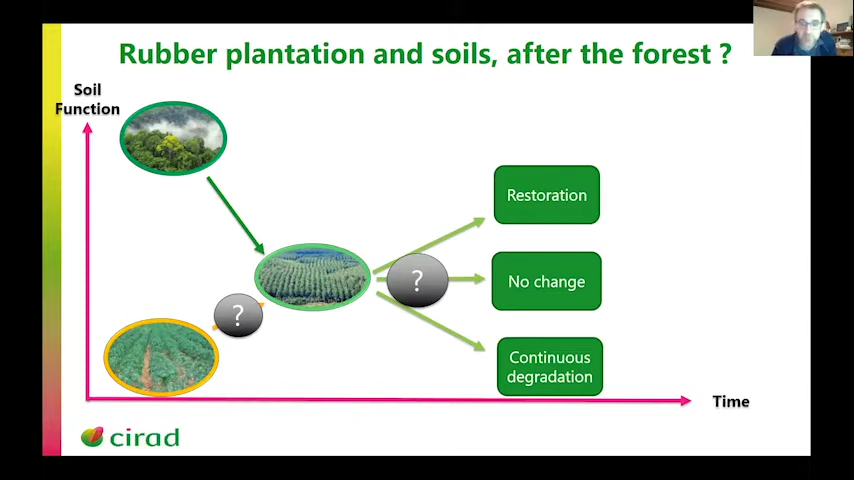 Rubber plantation and soils, after the forest ?
Soil
Function
Restoration
?
No change
?
Continuous
degradation
Time
cirad